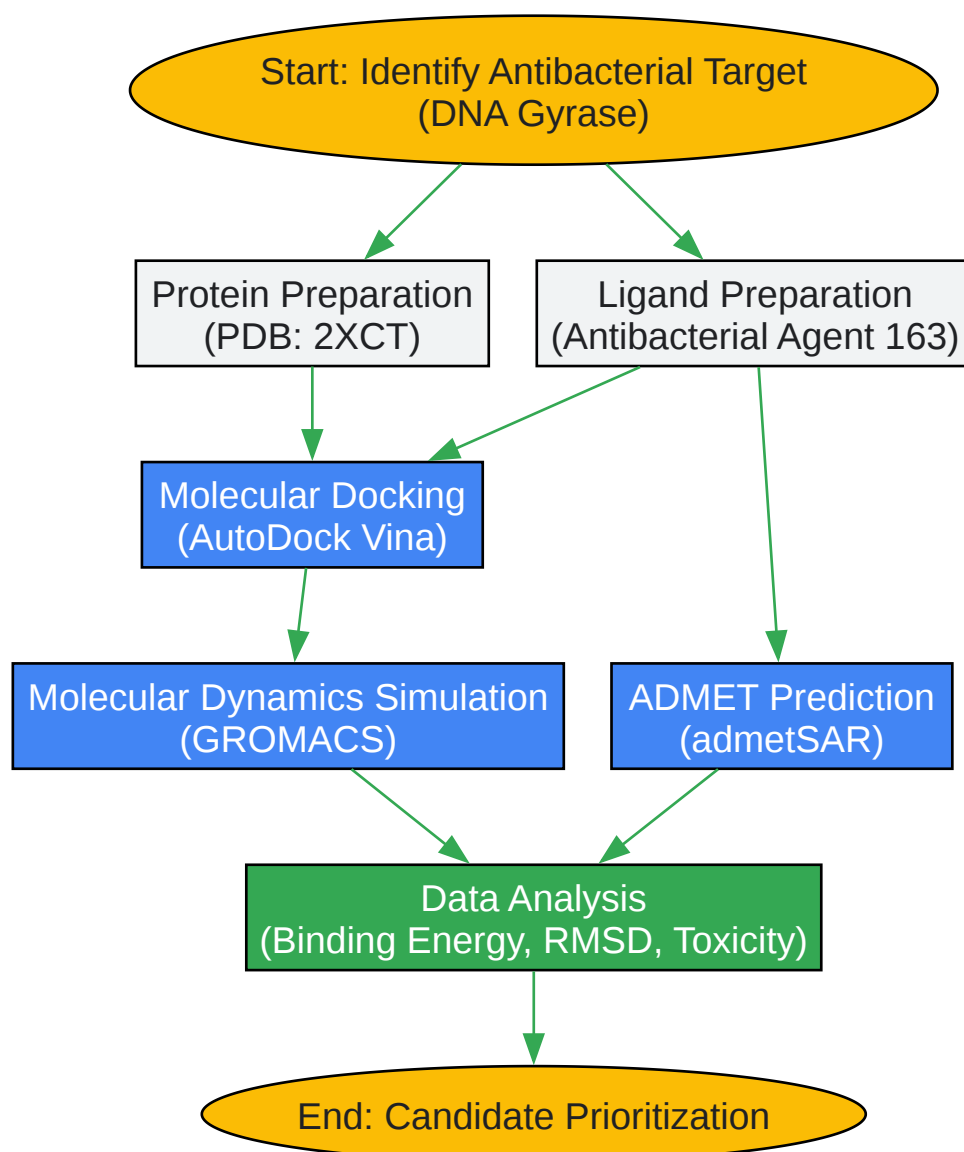 Start: Identify Antibacterial Target
(DNA Gyrase)
Protein Preparation
(PDB: 2XCT)
Ligand Preparation
(Antibacterial Agent 163)
Molecular Docking
(AutoDock Vina)
Molecular Dynamics Simulation
(GROMACS)
ADMET Prediction
(admetSAR)
Data Analysis
(Binding Energy, RMSD, Toxicity)
End: Candidate Prioritization